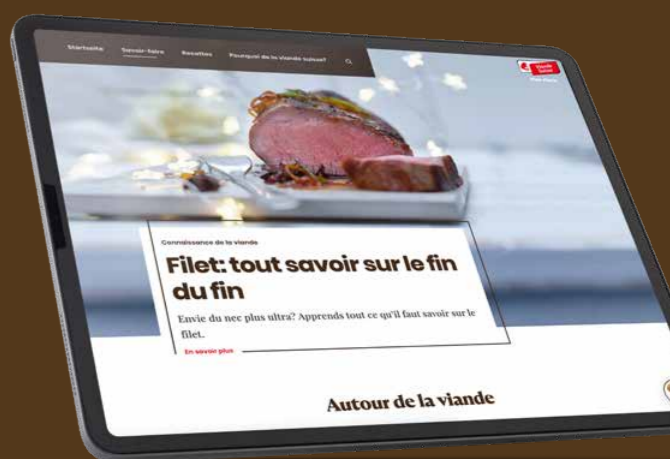 Startseite Savoir-faire Recettes Pourquoi de la viande suisse?
Viande
Suisse
Connaissance de la viande
Filet: tout savoir sur le fin
du fin
Envie du nec plus ultra? Apprends tout ce qu'il faut savoir sur le
filet.
En savoir plus
Autour de la viande